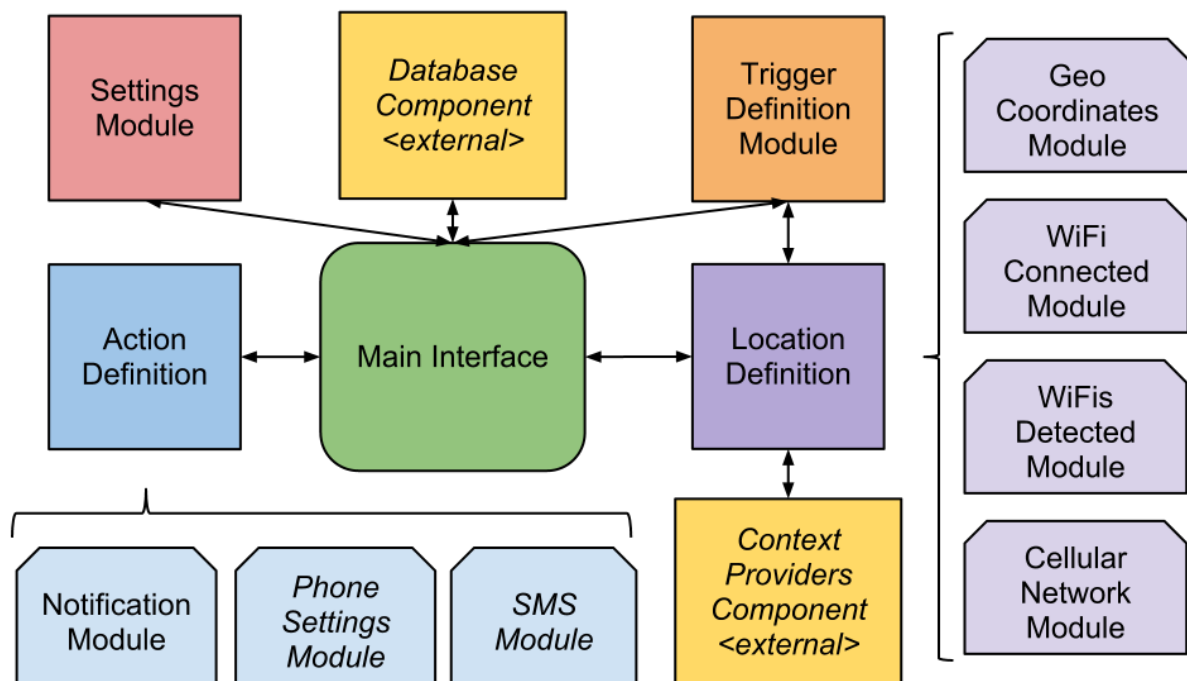 Settings
Module
Database
Component
<external>
Trigger
Definition
Module
Geo
Coordinates
Module
Action
Definition
Main Interface
Location
Definition
WiFi
Connected
Module
WiFis
Detected
Module
Notification
Module
Phone
Settings
Module
SMS
Module
Context
Providers
Component
<external>
Cellular
Network
Module